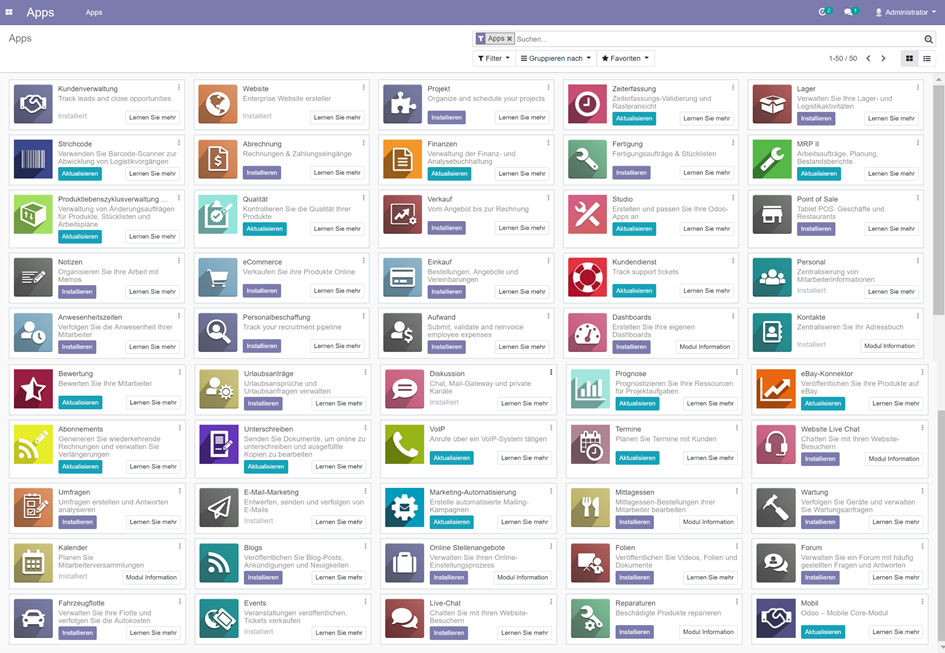 Apps Apps 2 1 Administrator
Apps Apps Suchen...
Filter Gruppieren nach Favoriten 1-50 / 50
Kundenverwaltung
Track leads and close opportunities
Installiert Lernen Sie mehr
Website
Enterprise Website ersteller
Installiert Lernen Sie mehr
Projekt
Organize and schedule your projects
Installieren Lernen Sie mehr
Zeiterfassung
Zeiterfassungs-Validierung und
Rasteransicht
Aktualisieren Lernen Sie mehr
Lager
Verwalten Sie Ihre Lager- und
Logistikaktivitäten
Installieren Lernen Sie mehr
Strichcode
Verwenden Sie Barcode-Scanner zur
Abwicklung von Logistikvorgängen
Aktualisieren Lernen Sie mehr
Abrechnung
Rechnungen & Zahlungseingänge
Installieren Lernen Sie mehr
Finanzen
Verwaltung der Finanz- und
Analysebuchhaltung
Aktualisieren Lernen Sie mehr
Fertigung
Fertigungsaufträge & Stücklisten
Installieren Lernen Sie mehr
MRP II
Arbeitsaufträge, Planung,
Bestandsberichte.
Aktualisieren Lernen Sie mehr
Produktlebenszyklusverwaltung ...
Verwaltung von Änderungsaufträgen
für Produkte, Stücklisten und
Arbeitspläne
Aktualisieren Lernen Sie mehr
Qualität
Kontrollieren Sie die Qualität Ihrer
Produkte
Aktualisieren Lernen Sie mehr
Verkauf
Vom Angebot bis zur Rechnung
Installieren Lernen Sie mehr
Studio
Erstellen und passen Sie Ihre Odoo-
Apps an
Aktualisieren Lernen Sie mehr
Point of Sale
Tablet POS: Geschäfte und
Restaurants
Installieren Lernen Sie mehr
Notizen
Organisieren Sie Ihre Arbeit mit
Memos
Installieren Lernen Sie mehr
eCommerce
Verkaufen Sie Ihre Produkte Online
Installieren Lernen Sie mehr
Einkauf
Bestellungen, Angebote und
Vereinbarungen
Installieren Lernen Sie mehr
Kundendienst
Track support tickets
Aktualisieren Lernen Sie mehr
Personal
Zentralisierung von
Mitarbeiterinformationen
Installiert Lernen Sie mehr
Anwesenheitszeiten
Verfolgen Sie die Anwesenheit Ihrer
Mitarbeiter
Installieren Lernen Sie mehr
Personalbeschaffung
Track your recruitment pipeline
Installieren Lernen Sie mehr
Aufwand
Submit, validate and reinvoice
employee expenses
Installieren Lernen Sie mehr
Dashboards
Erstellen Sie Ihre eigenen
Dashboards
Installieren Modul Information
Kontakte
Zentralisieren Sie Ihr Adressbuch
Installiert Modul Information
Bewertung
Bewerten Sie Ihre Mitarbeiter
Aktualisieren Lernen Sie mehr
Urlaubsanträge
Urlaubsansprüche und
Urlaubsanfragen verwalten
Installieren Lernen Sie mehr
Diskussion
Chat, Mail-Gateway und private
Kanäle
Installiert Lernen Sie mehr
Prognose
Prognostizieren Sie Ihre Ressourcen
für Projektaufgaben
Aktualisieren Lernen Sie mehr
eBay-Konnektor
Veröffentlichen Sie Ihre Produkte auf
eBay
Aktualisieren Lernen Sie mehr
Abonnements
Generieren Sie wiederkehrende
Rechnungen und verwalten Sie
Verlängerungen
Aktualisieren Lernen Sie mehr
Unterschreiben
Senden Sie Dokumente, um online zu
unterschreiben und ausgefüllte
Kopien zu bearbeiten
Aktualisieren Lernen Sie mehr
VoIP
Anrufe über ein VoIP-System tätigen
Aktualisieren Lernen Sie mehr
Termine
Planen Sie Termine mit Kunden
Aktualisieren Lernen Sie mehr
Website Live Chat
Chatten Sie mit Ihren Website-
Besuchern
Installieren Modul Information
Umfragen
Umfragen erstellen und Antworten
analysieren
Installieren Lernen Sie mehr
E-Mail-Marketing
Entwerfen, senden und verfolgen von
E-Mails
Installiert Lernen Sie mehr
Marketing-Automatisierung
Erstelle automatisierte Mailing-
Kampagnen
Aktualisieren Lernen Sie mehr
Mittagessen
Mittagessen-Bestellungen Ihrer
Mitarbeiter bearbeiten
Installieren Modul Information
Wartung
Verfolgen Sie Geräte und verwalten
Sie Wartungsanfragen
Installieren Lernen Sie mehr
Kalender
Planen Sie
Mitarbeiterversammlungen
Installiert Modul Information
Blogs
Veröffentlichen Sie Blog-Posts,
Ankündigungen und Neuigkeiten
Installieren Lernen Sie mehr
Online Stellenangebote
Verwalten Sie Ihren Online-
Einstellungsprozess
Installieren Modul Information
Folien
Veröffentlichen Sie Videos, Folien und
Dokumente
Installieren Lernen Sie mehr
Forum
Verwalten Sie ein Forum mit häufig
gestellten Fragen und Antworten
Installieren Lernen Sie mehr
Fahrzeugflotte
Verwalten Sie Ihre Flotte und
verfolgen Sie die Autokosten
Installieren Lernen Sie mehr
Events
Veranstaltungen veröffentlichen,
Tickets verkaufen
Installiert Lernen Sie mehr
Live-Chat
Chatten Sie mit Ihren Website-
Besuchern
Installieren Lernen Sie mehr
Reparaturen
Beschädigte Produkte reparieren
Installieren Modul Information
Mobil
Odoo – Mobile Core-Modul
Aktualisieren Lernen Sie mehr